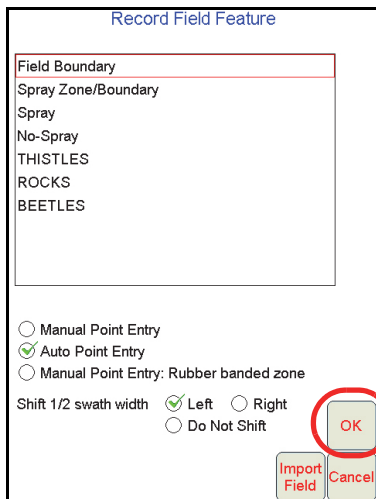 Record Field Feature
Field Boundary
Spray Zone/Boundary
Spray
No-Spray
THISTLES
ROCKS
BEETLES
Manual Point Entry
Auto Point Entry
Manual Point Entry: Rubber banded zone
Shift 1/2 swath width Left Right
Do Not Shift
OK
Import
Field
Cancel